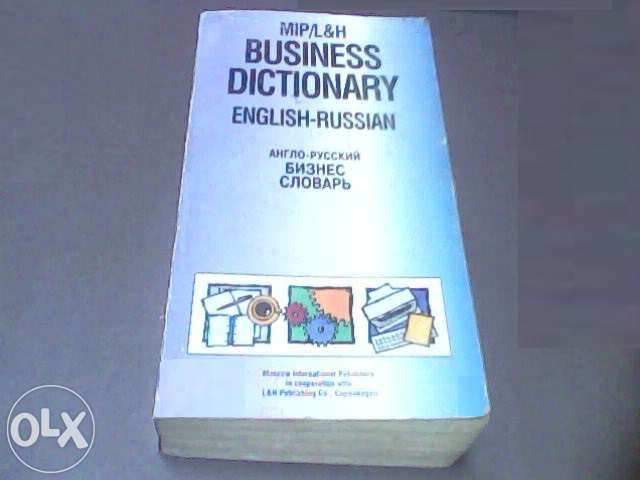 MIP/L&H
BUSINESS
DICTIONARY
ENGLISH-RUSSIAN
АНГЛО-РУССКИЙ
БИЗНЕС
СЛОВАРЬ
Moscow International Publishers
in cooperation with
L&H Publishing Co., Copenhagen
OLX